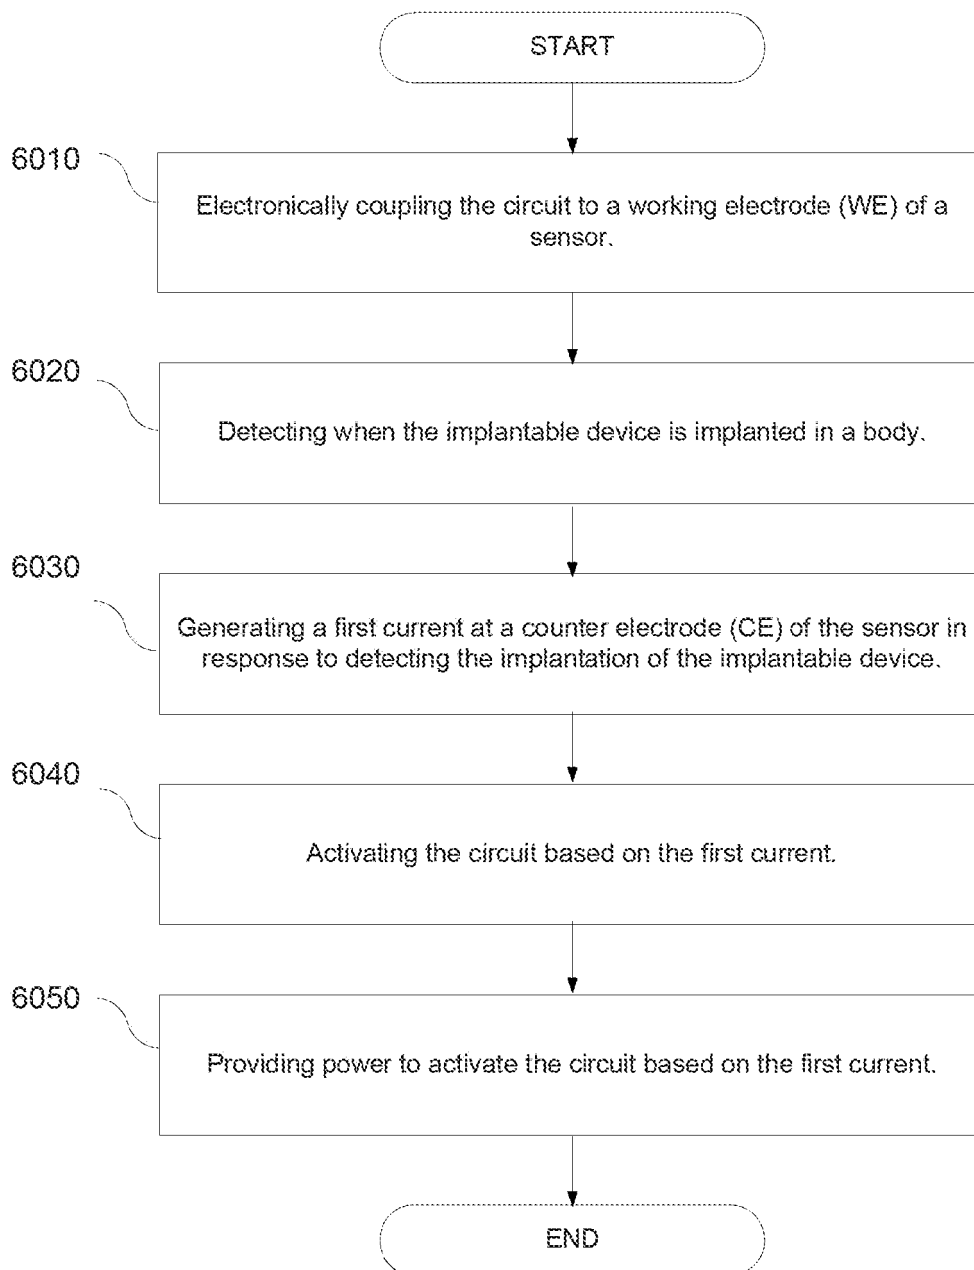 START
6010
Electronically coupling the circuit to a working electrode (WE) of a
sensor.
6020
Detecting when the implantable device is implanted in a body.
6030
Generating a first current at a counter electrode (CE) of the sensor in
response to detecting the implantation of the implantable device.
6040
Activating the circuit based on the first current.
6050
Providing power to activate the circuit based on the first current.
END